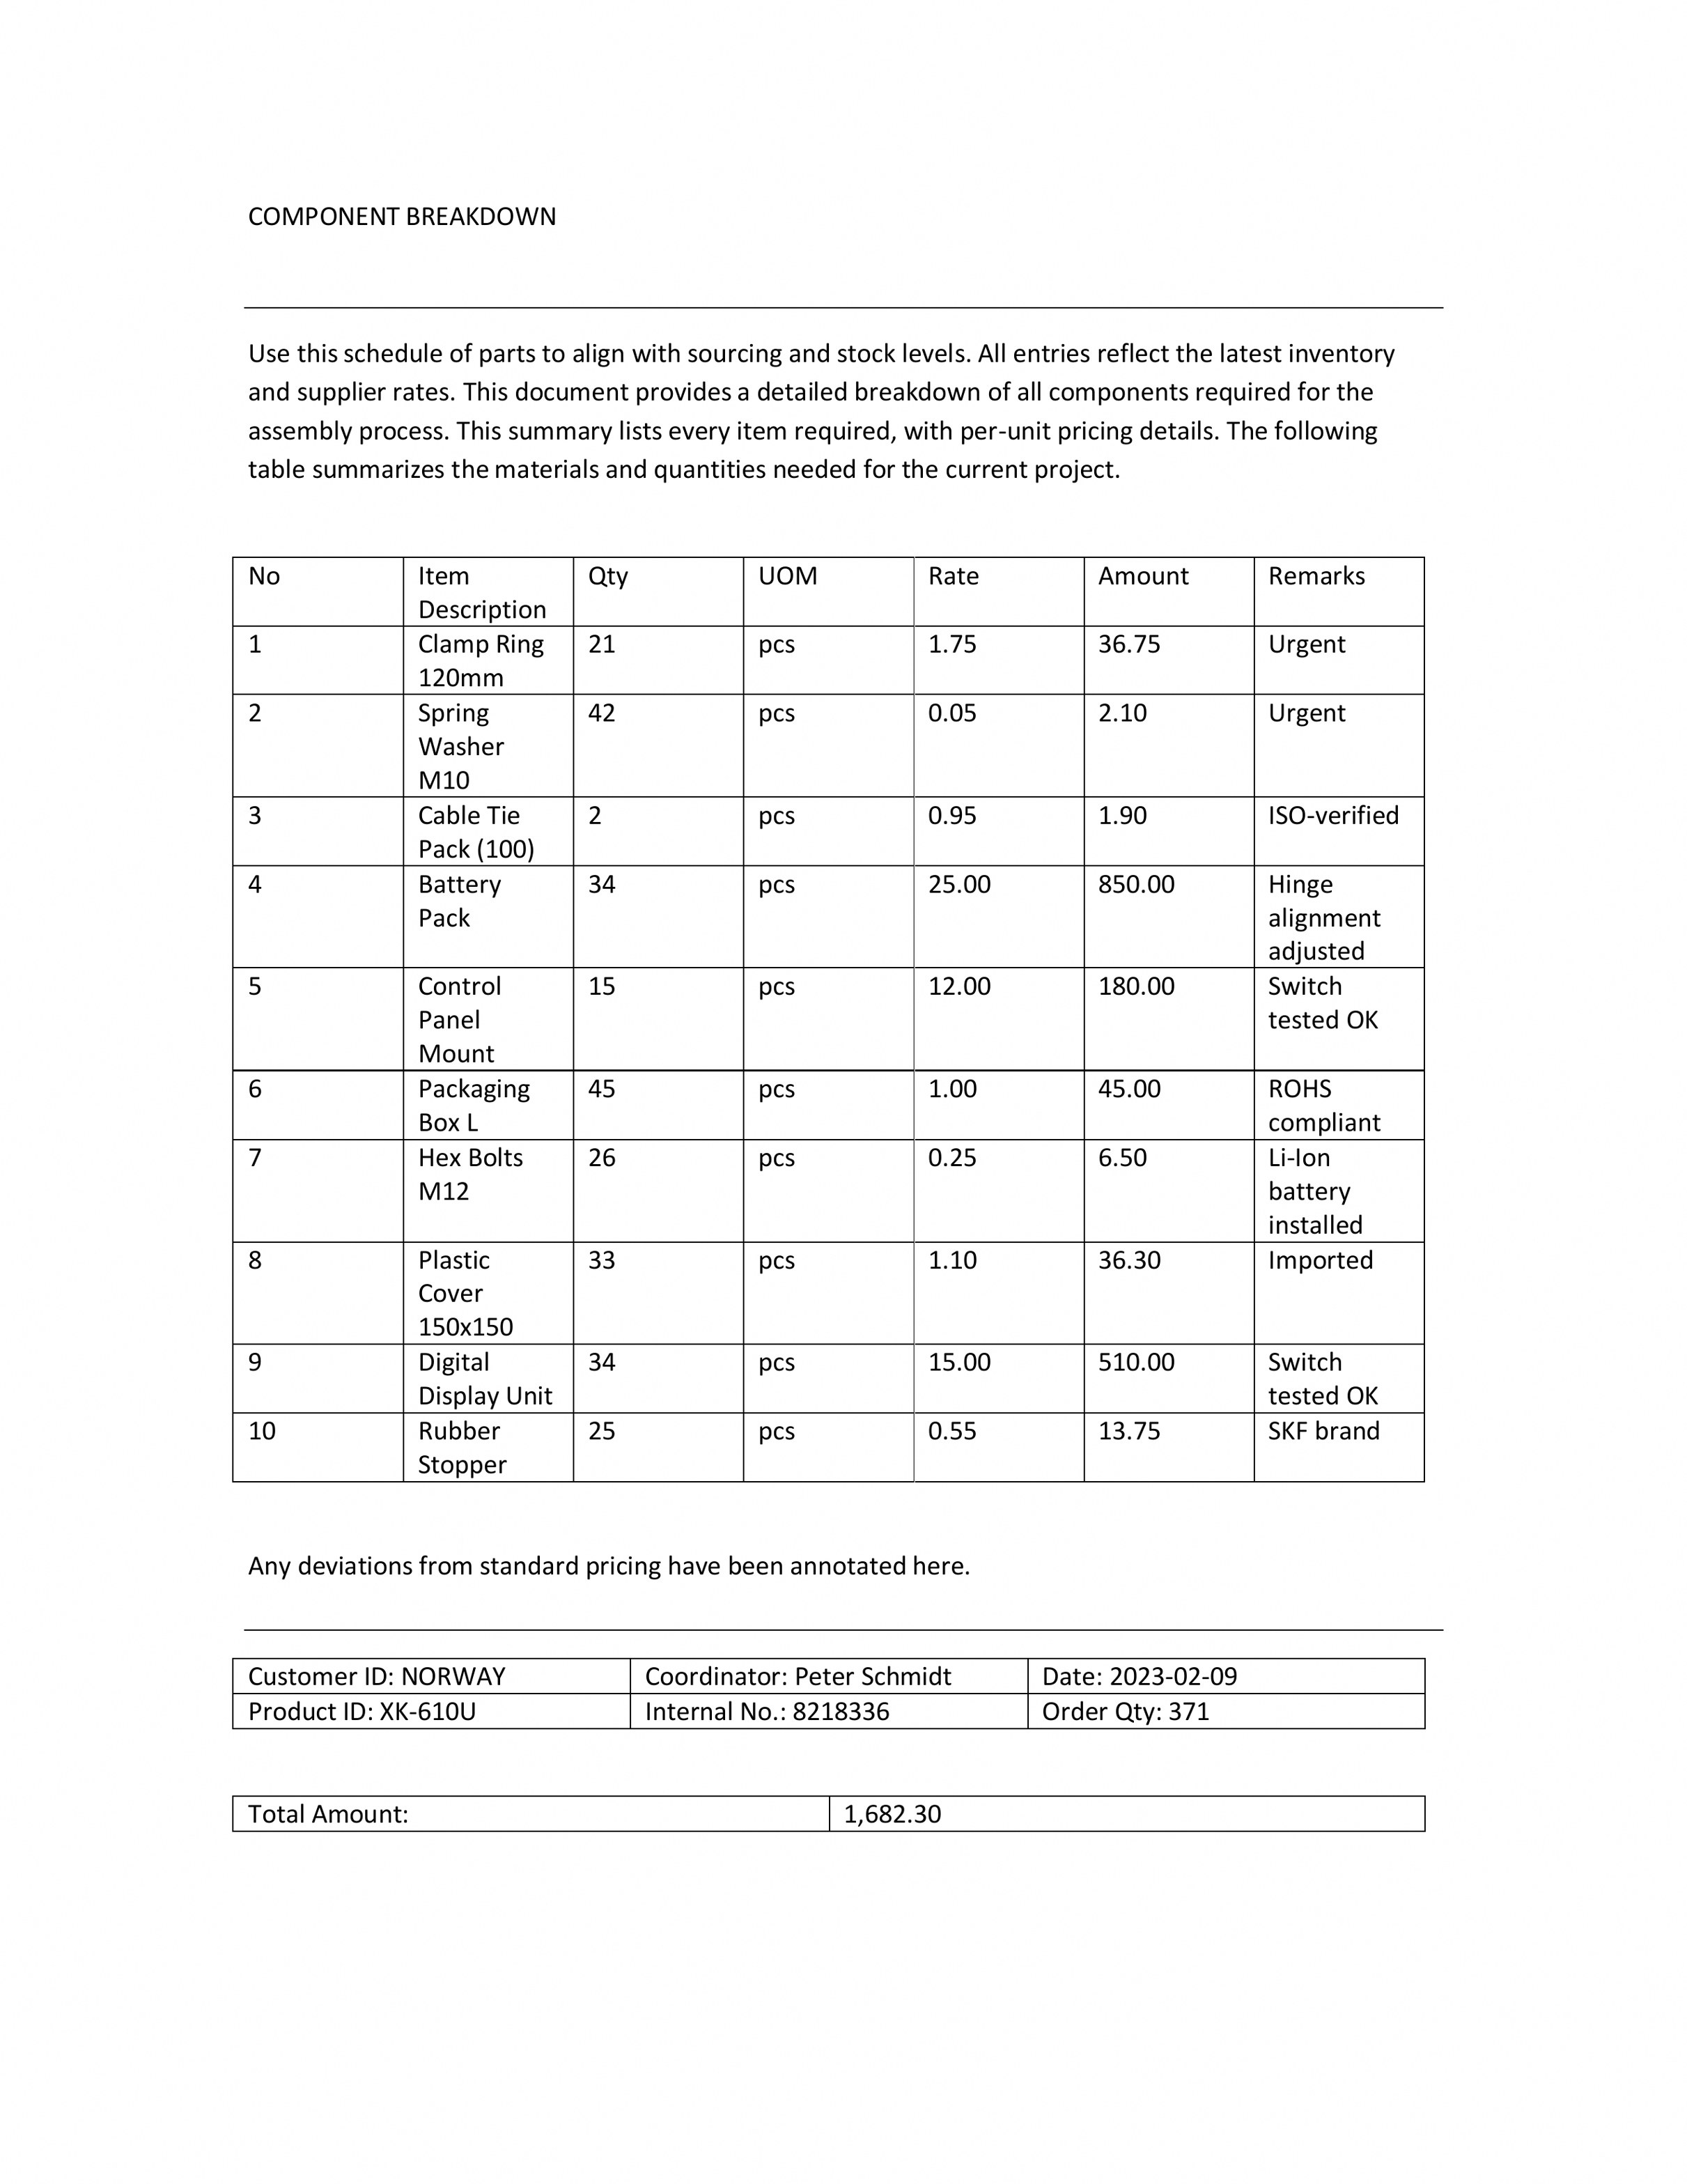 COMPONENT BREAKDOWN
Use this schedule of parts to align with sourcing and stock levels. All entries reflect the latest inventory
and supplier rates. This document provides a detailed breakdown of all components required for the
assembly process. This summary lists every item required, with per-unit pricing details. The following
table summarizes the materials and quantities needed for the current project.
No Item Description Qty UOM Rate Amount Remarks
1 Clamp Ring 120mm 21 pcs 1.75 36.75 Urgent
2 Spring Washer M10 42 pcs 0.05 2.10 Urgent
3 Cable Tie Pack (100) 2 pcs 0.95 1.90 ISO-verified
4 Battery Pack 34 pcs 25.00 850.00 Hinge alignment adjusted
5 Control Panel Mount 15 pcs 12.00 180.00 Switch tested OK
6 Packaging Box L 45 pcs 1.00 45.00 ROHS compliant
7 Hex Bolts M12 26 pcs 0.25 6.50 Li-Ion battery installed
8 Plastic Cover 150x150 33 pcs 1.10 36.30 Imported
9 Digital Display Unit 34 pcs 15.00 510.00 Switch tested OK
10 Rubber Stopper 25 pcs 0.55 13.75 SKF brand
Any deviations from standard pricing have been annotated here.
Customer ID: NORWAY Coordinator: Peter Schmidt Date: 2023-02-09
Product ID: XK-610U Internal No.: 8218336 Order Qty: 371
Total Amount: 1,682.30